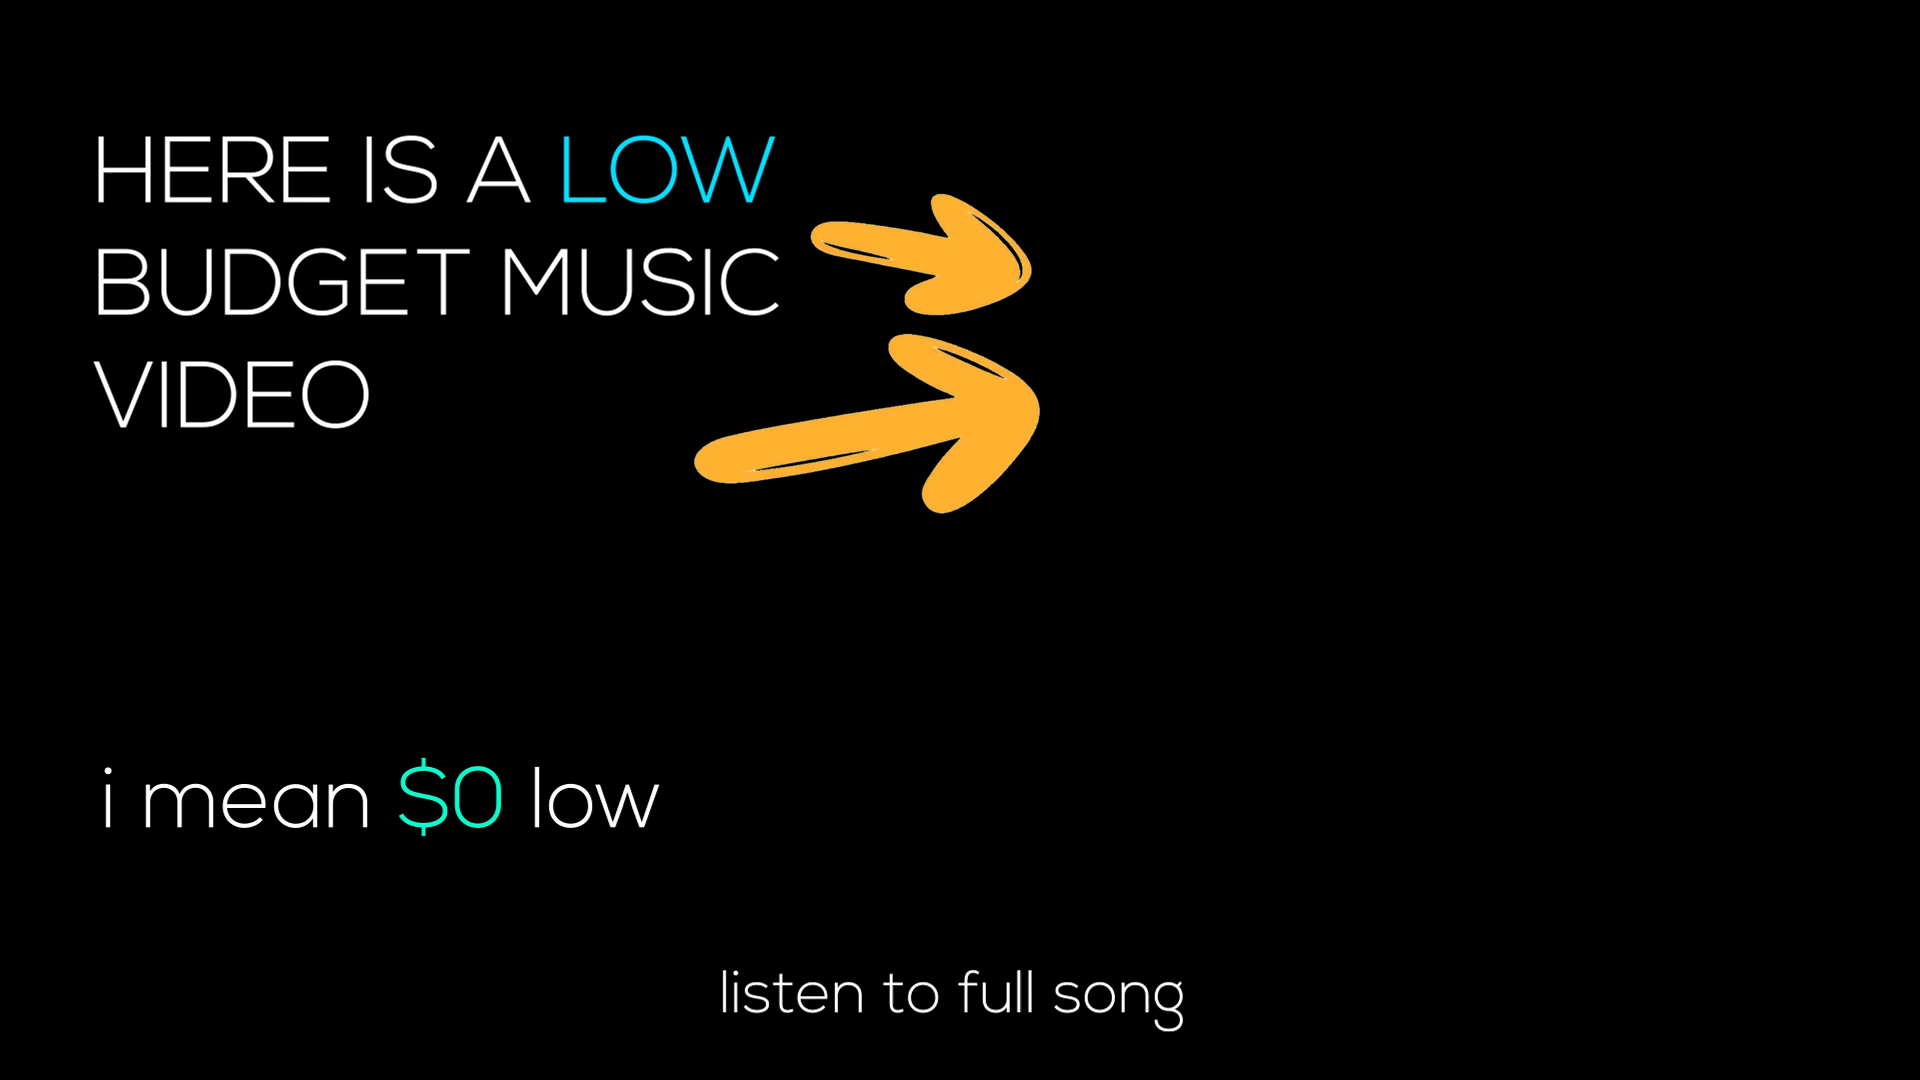 HERE IS A LOW
BUDGET MUSIC
VIDEO
i mean $0 low
listen to full song